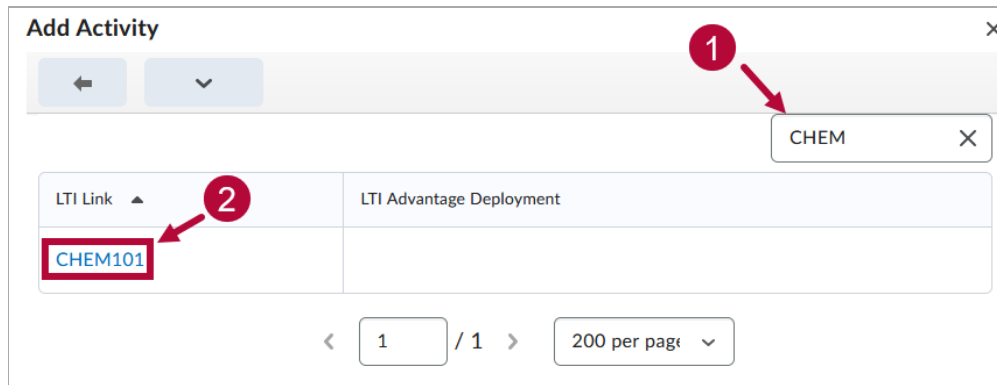 Add Activity
1
CHEM
LTI Link
2
LTI Advantage Deployment
CHEM101
1 / 1
200 per page